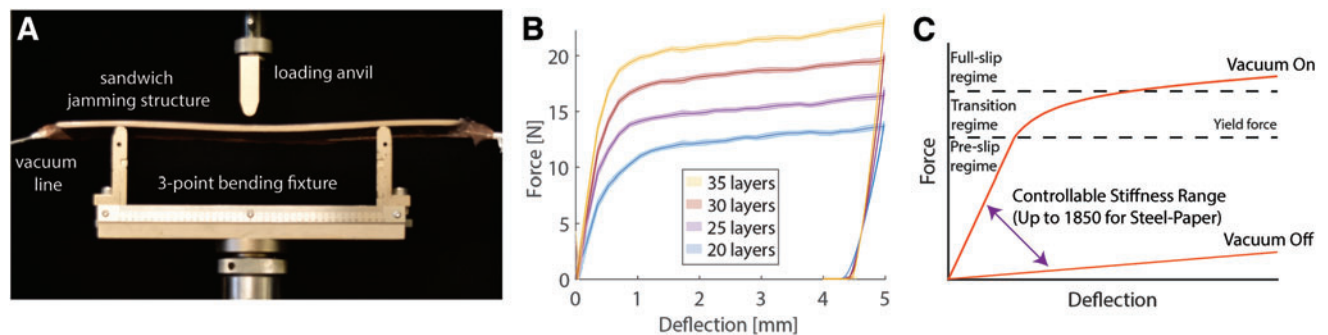 A
sandwich
jamming structure
loading anvil
vacuum
line
3-point bending fixture
B
Force [N]
20
15
10
5
0
35 layers
30 layers
25 layers
20 layers
0
1
2
3
4
5
Deflection [mm]
C
Full-slip
regime
Vacuum On
Transition
regime
Yield force
Pre-slip
regime
Force
Controllable Stiffness Range
(Up to 1850 for Steel-Paper)
Vacuum Off
Deflection